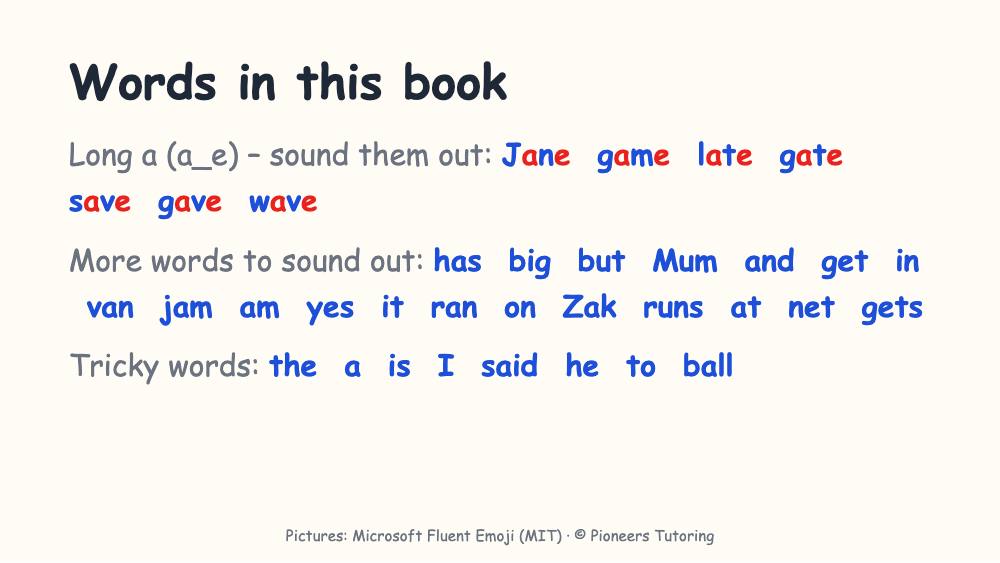 Words in this book
Long a (a_e) – sound them out: Jane game late gate
save gave wave
More words to sound out: has big but Mum and get in
van jam am yes it ran on Zak runs at net gets
Tricky words: the a is I said he to ball
Pictures: Microsoft Fluent Emoji (MIT) · © Pioneers Tutoring